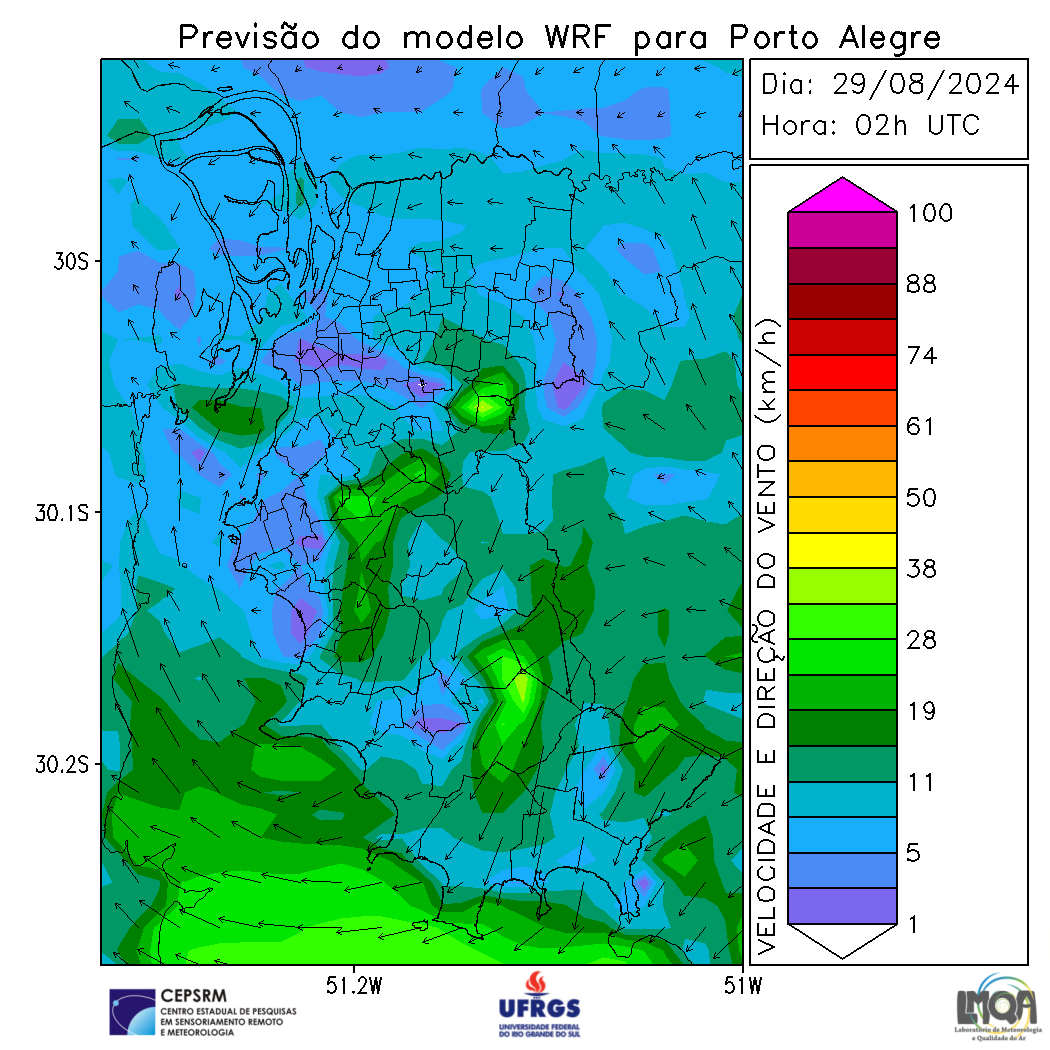 Previsão do modelo WRF para Porto Alegre
Dia: 29/08/2024
Hora: 02h UTC
30S
30.1S
30.2S
51.2W
51W
VELOCIDADE E DIREÇÃO DO VENTO (km/h)
100
88
74
61
50
38
28
19
11
5
1
CEPSRM
CENTRO ESTADUAL DE PESQUISAS
EM SENSORIAMENTO REMOTO
E METEOROLOGIA
UFRGS
UNIVERSIDADE FEDERAL
DO RIO GRANDE DO SUL
LMQA
Laboratório de Meteorologia
e Qualidade do Ar